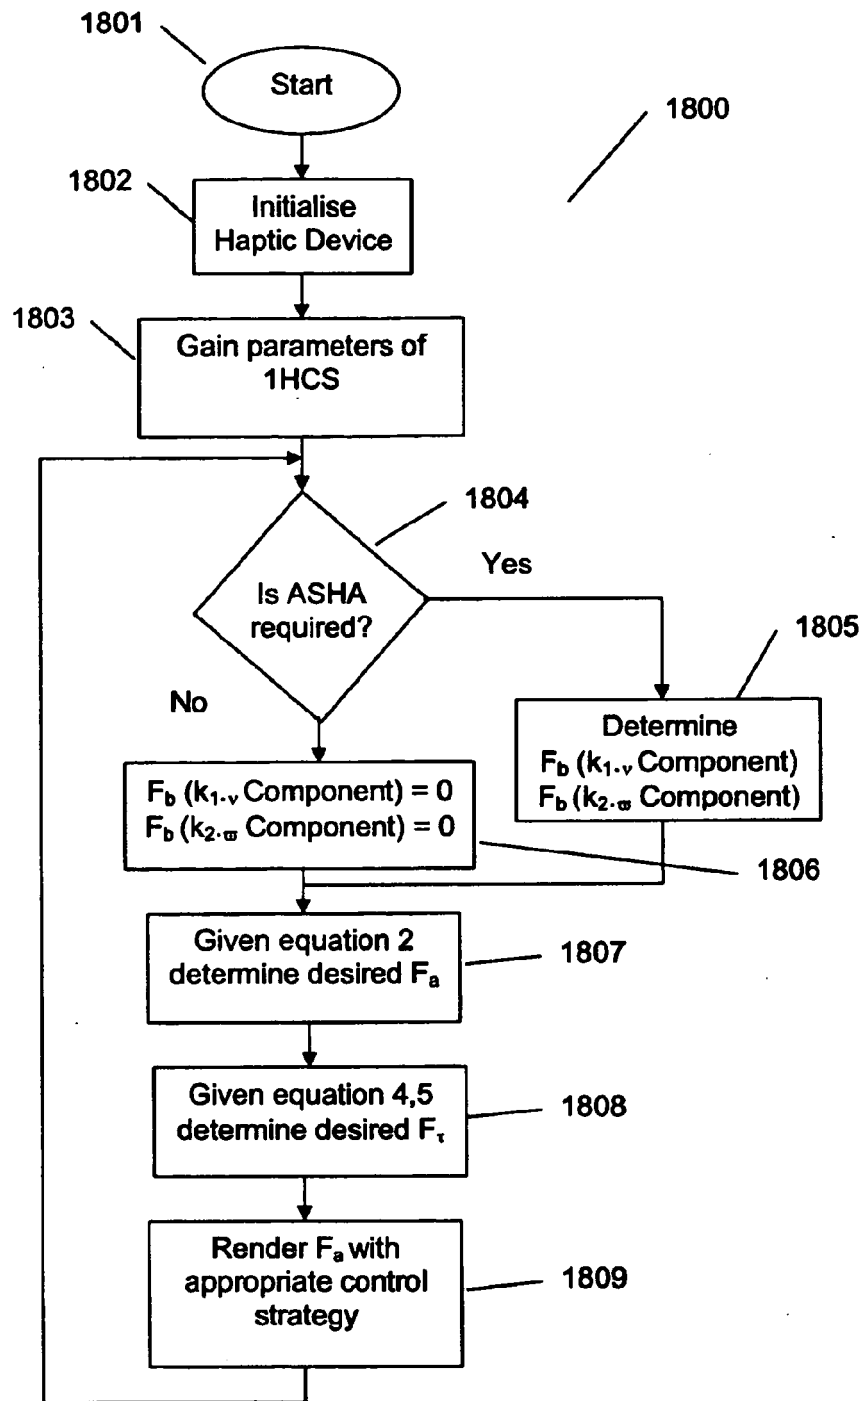 1801
Start
1800
1802
Initialise
Haptic Device
1803
Gain parameters of
1HCS
1804
Is ASHA
required?
Yes
No
1805
Determine
F_b (k_1-v Component)
F_b (k_2-ϖ Component)
F_b (k_1-v Component) = 0
F_b (k_2-ϖ Component) = 0
1806
Given equation 2
determine desired F_a
1807
Given equation 4,5
determine desired F_τ
1808
Render F_a with
appropriate control
strategy
1809